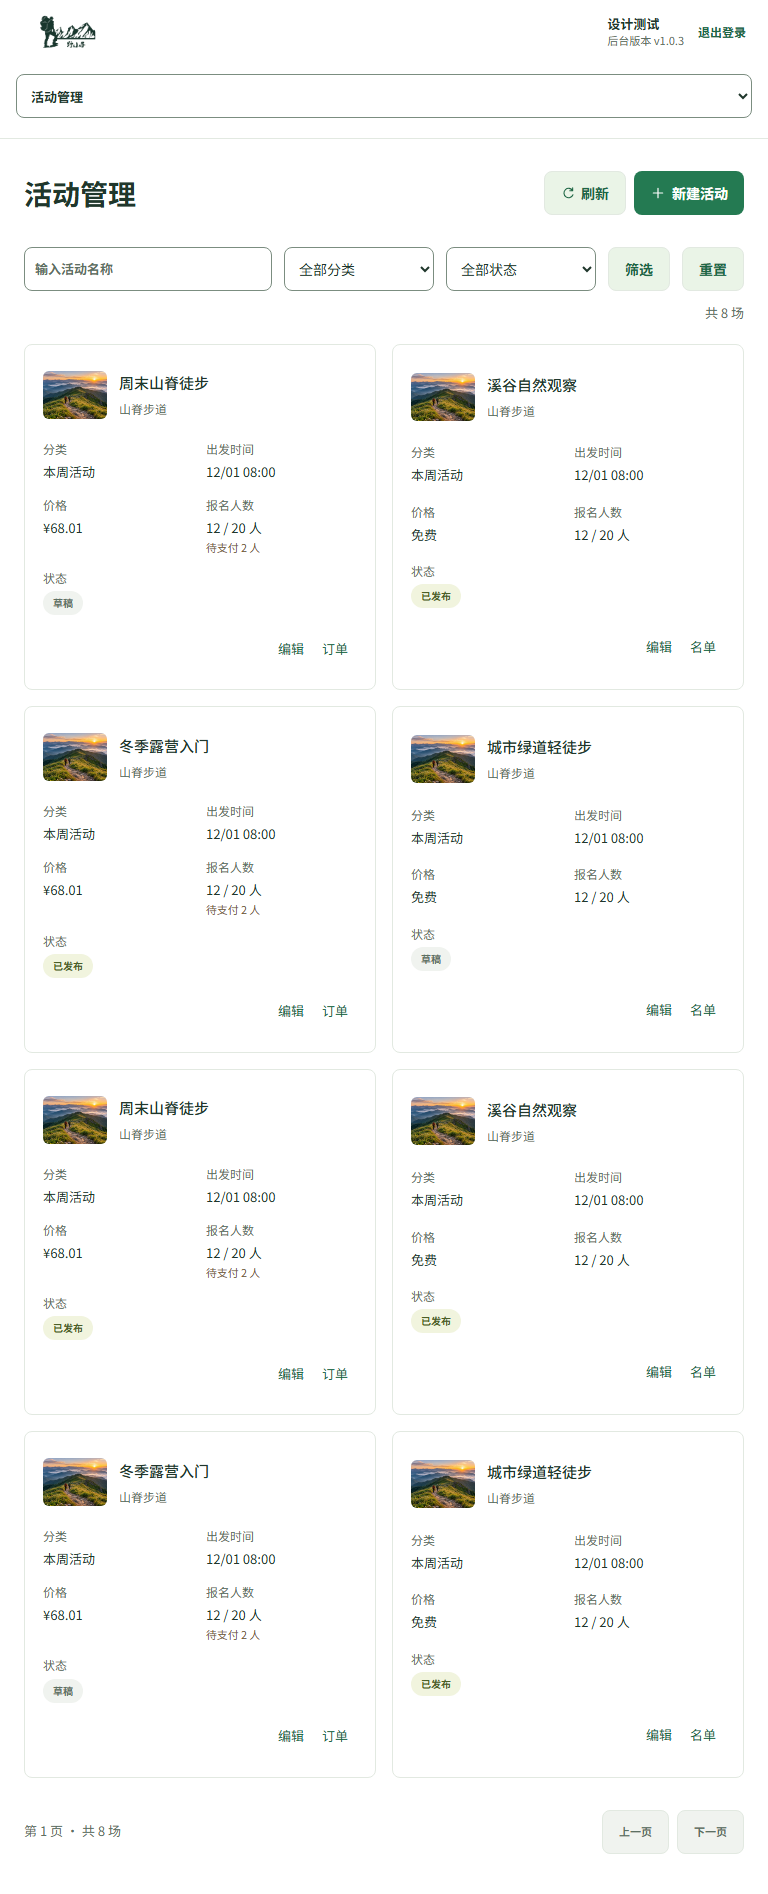 设计测试
后台版本 v1.0.3
退出登录
活动管理
活动管理
刷新
新建活动
输入活动名称
全部分类
全部状态
筛选
重置
共 8 场
周末山脊徒步
山脊步道
分类
出发时间
本周活动
12/01 08:00
价格
报名人数
¥68.01
12 / 20 人
待支付 2 人
状态
草稿
编辑
订单
溪谷自然观察
山脊步道
分类
出发时间
本周活动
12/01 08:00
价格
报名人数
免费
12 / 20 人
状态
已发布
编辑
名单
冬季露营入门
山脊步道
分类
出发时间
本周活动
12/01 08:00
价格
报名人数
¥68.01
12 / 20 人
待支付 2 人
状态
已发布
编辑
订单
城市绿道轻徒步
山脊步道
分类
出发时间
本周活动
12/01 08:00
价格
报名人数
免费
12 / 20 人
状态
草稿
编辑
名单
周末山脊徒步
山脊步道
分类
出发时间
本周活动
12/01 08:00
价格
报名人数
¥68.01
12 / 20 人
待支付 2 人
状态
已发布
编辑
订单
溪谷自然观察
山脊步道
分类
出发时间
本周活动
12/01 08:00
价格
报名人数
免费
12 / 20 人
状态
已发布
编辑
名单
冬季露营入门
山脊步道
分类
出发时间
本周活动
12/01 08:00
价格
报名人数
¥68.01
12 / 20 人
待支付 2 人
状态
草稿
编辑
订单
城市绿道轻徒步
山脊步道
分类
出发时间
本周活动
12/01 08:00
价格
报名人数
免费
12 / 20 人
状态
已发布
编辑
名单
第 1 页 · 共 8 场
上一页
下一页